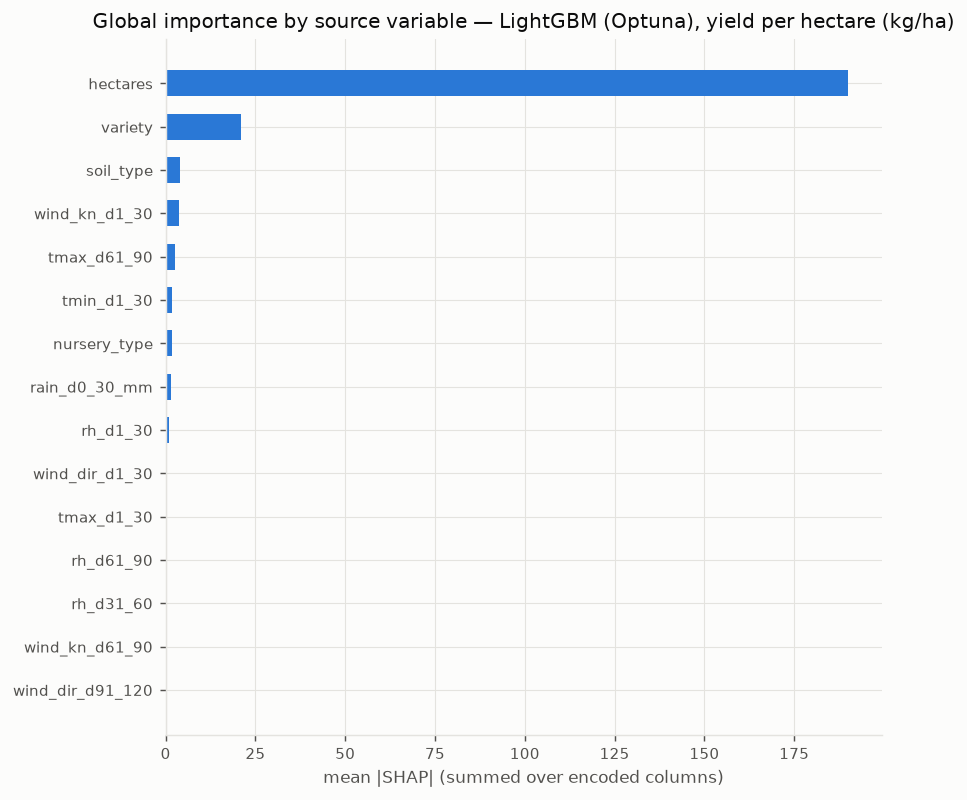 Global importance by source variable — LightGBM (Optuna), yield per hectare (kg/ha)
hectares
variety
soil_type
wind_kn_d1_30
tmax_d61_90
tmin_d1_30
nursery_type
rain_d0_30_mm
rh_d1_30
wind_dir_d1_30
tmax_d1_30
rh_d61_90
rh_d31_60
wind_kn_d61_90
wind_dir_d91_120
0 25 50 75 100 125 150 175
mean |SHAP| (summed over encoded columns)